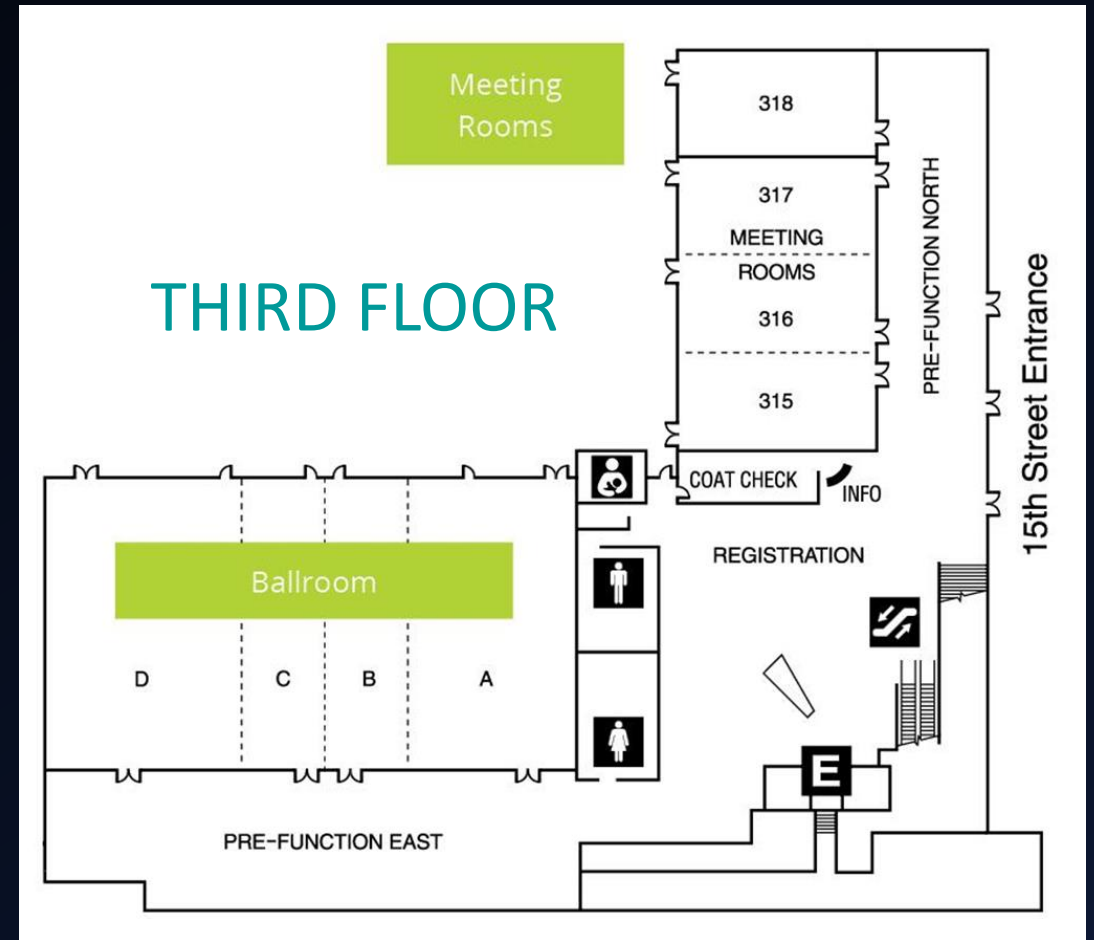 Meeting
Rooms
318
317
MEETING
ROOMS
316
315
PRE-FUNCTION NORTH
15th Street Entrance
THIRD FLOOR
COAT CHECK
INFO
REGISTRATION
Ballroom
D C B A
E
PRE-FUNCTION EAST